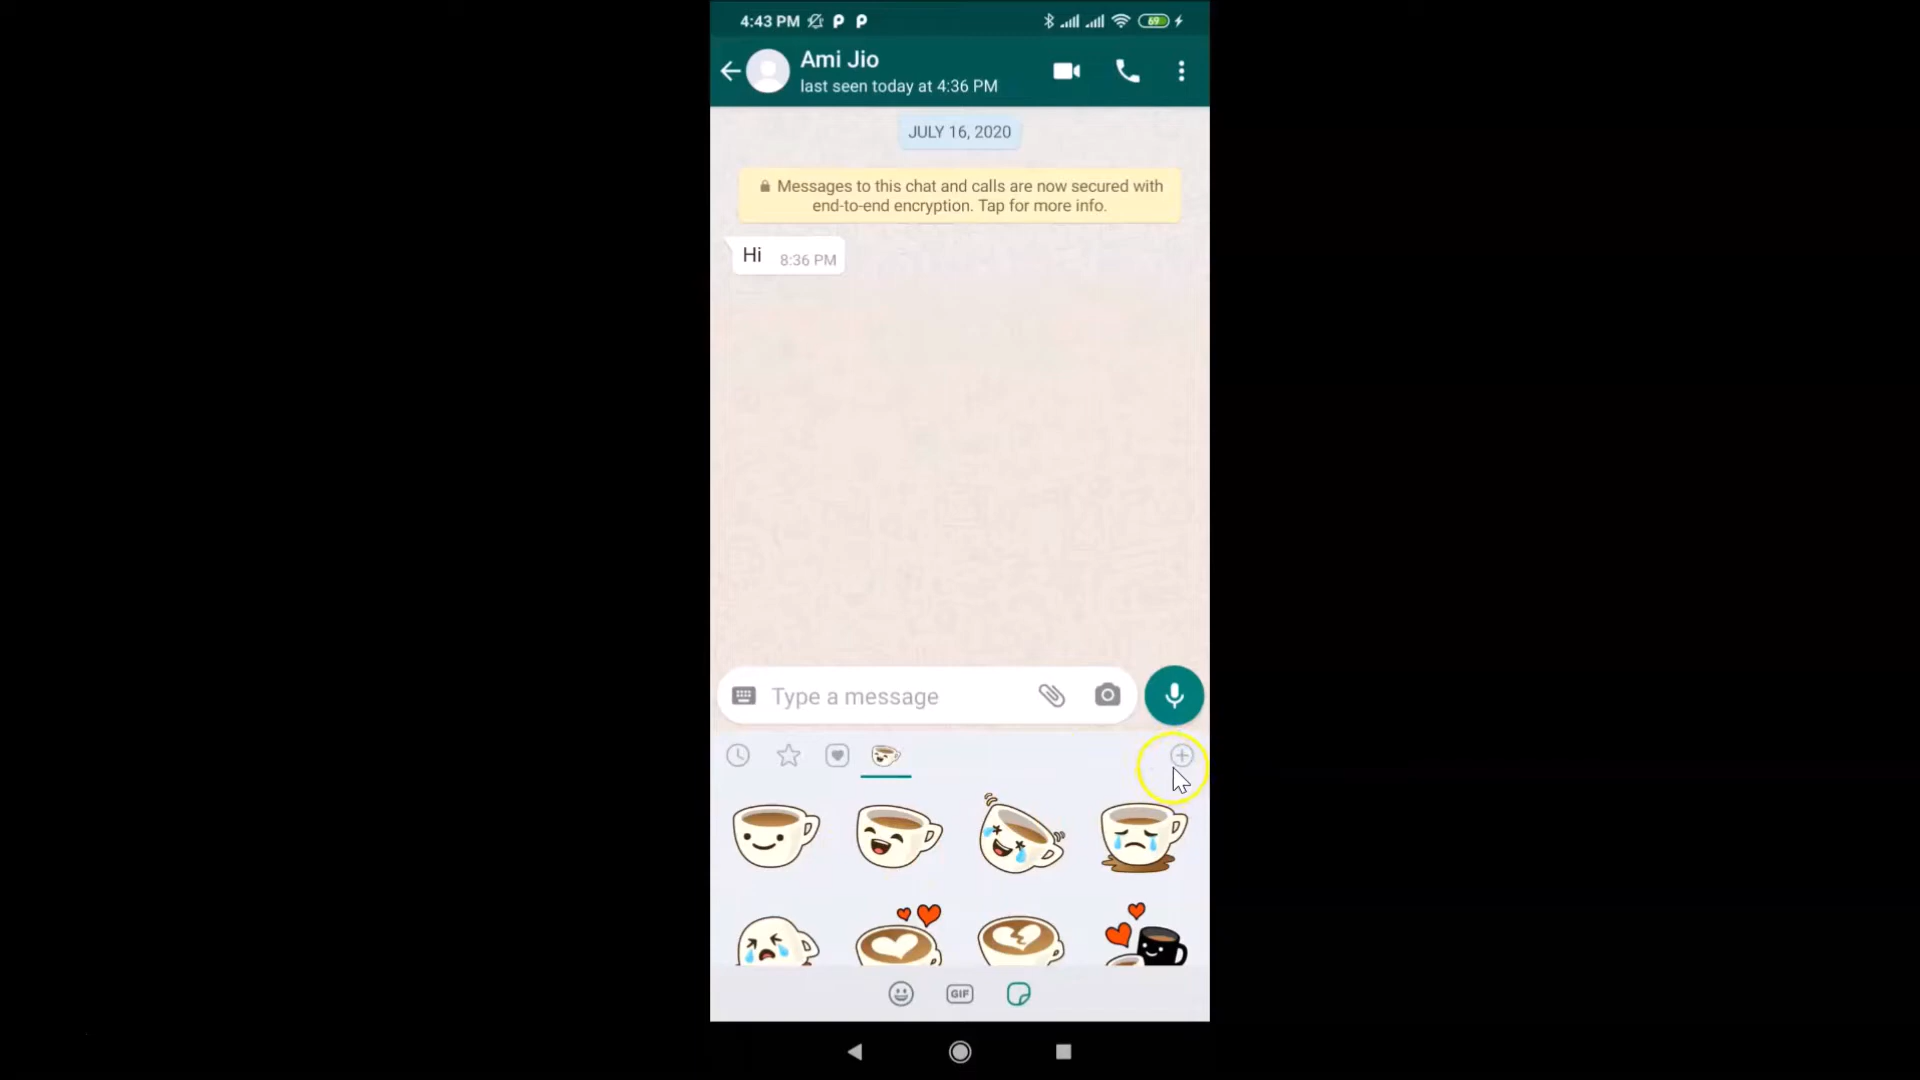 4:43 PM
69
Ami Jio
last seen today at 4:36 PM
JULY 16, 2020
Messages to this chat and calls are now secured with
end-to-end encryption. Tap for more info.
Hi 8:36 PM
Type a message
GIF